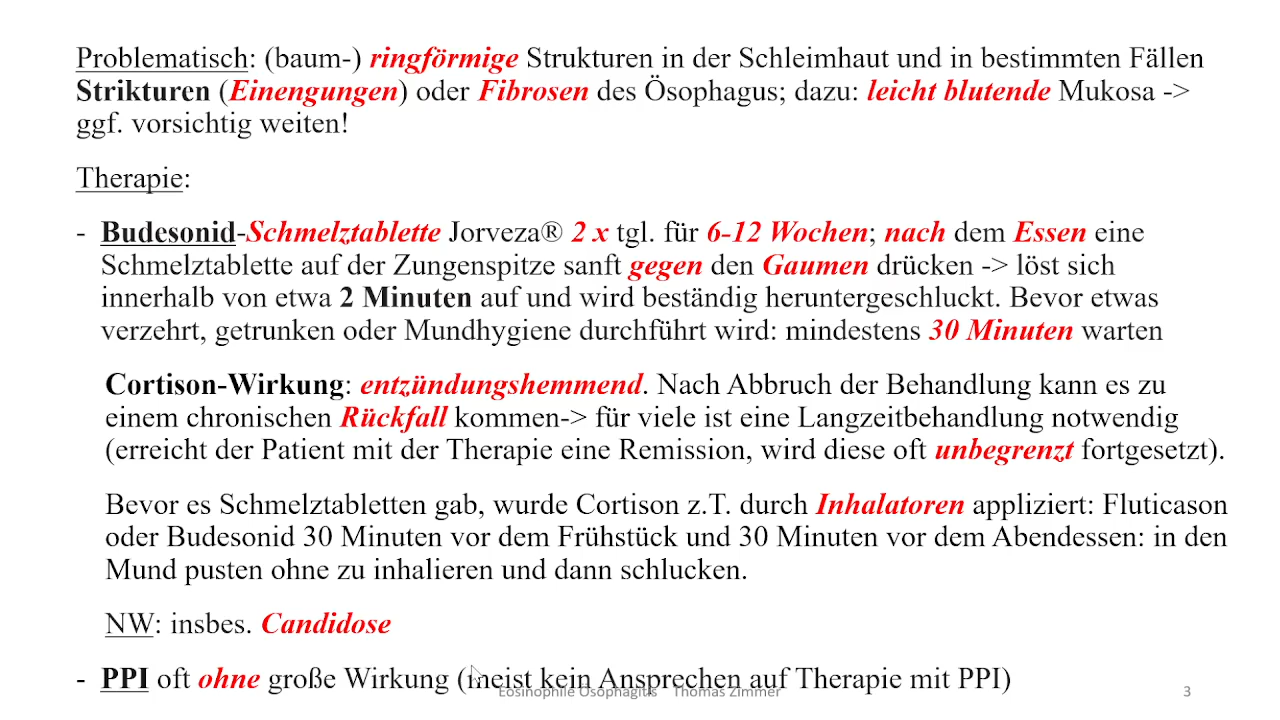 Problematisch: (baum-) ringförmige Strukturen in der Schleimhaut und in bestimmten Fällen
Strikturen (Einengungen) oder Fibrosen des Ösophagus; dazu: leicht blutende Mukosa ->
ggf. vorsichtig weiten!
Therapie:
- Budesonid-Schmelztablette Jorveza® 2 x tgl. für 6-12 Wochen; nach dem Essen eine
Schmelztablette auf der Zungenspitze sanft gegen den Gaumen drücken -> löst sich
innerhalb von etwa 2 Minuten auf und wird beständig heruntergeschluckt. Bevor etwas
verzehrt, getrunken oder Mundhygiene durchführt wird: mindestens 30 Minuten warten
Cortison-Wirkung: entzündungshemmend. Nach Abbruch der Behandlung kann es zu
einem chronischen Rückfall kommen-> für viele ist eine Langzeitbehandlung notwendig
(erreicht der Patient mit der Therapie eine Remission, wird diese oft unbegrenzt fortgesetzt).
Bevor es Schmelztabletten gab, wurde Cortison z.T. durch Inhalatoren appliziert: Fluticason
oder Budesonid 30 Minuten vor dem Frühstück und 30 Minuten vor dem Abendessen: in den
Mund pusten ohne zu inhalieren und dann schlucken.
NW: insbes. Candidose
- PPI oft ohne große Wirkung (meist kein Ansprechen auf Therapie mit PPI)
Eosinophile Ösophagitis Thomas Zimmer 3